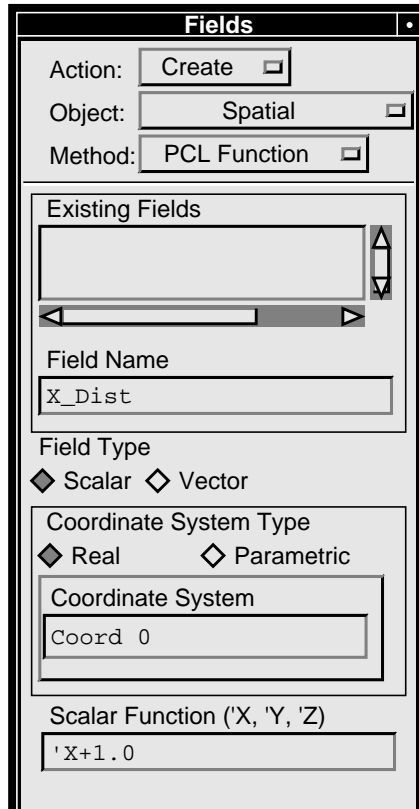 Fields
Action: Create
Object: Spatial
Method: PCL Function
Existing Fields
Field Name
X_Dist
Field Type
Scalar Vector
Coordinate System Type
Real Parametric
Coordinate System
Coord 0
Scalar Function ('X, 'Y, 'Z)
'X+1.0